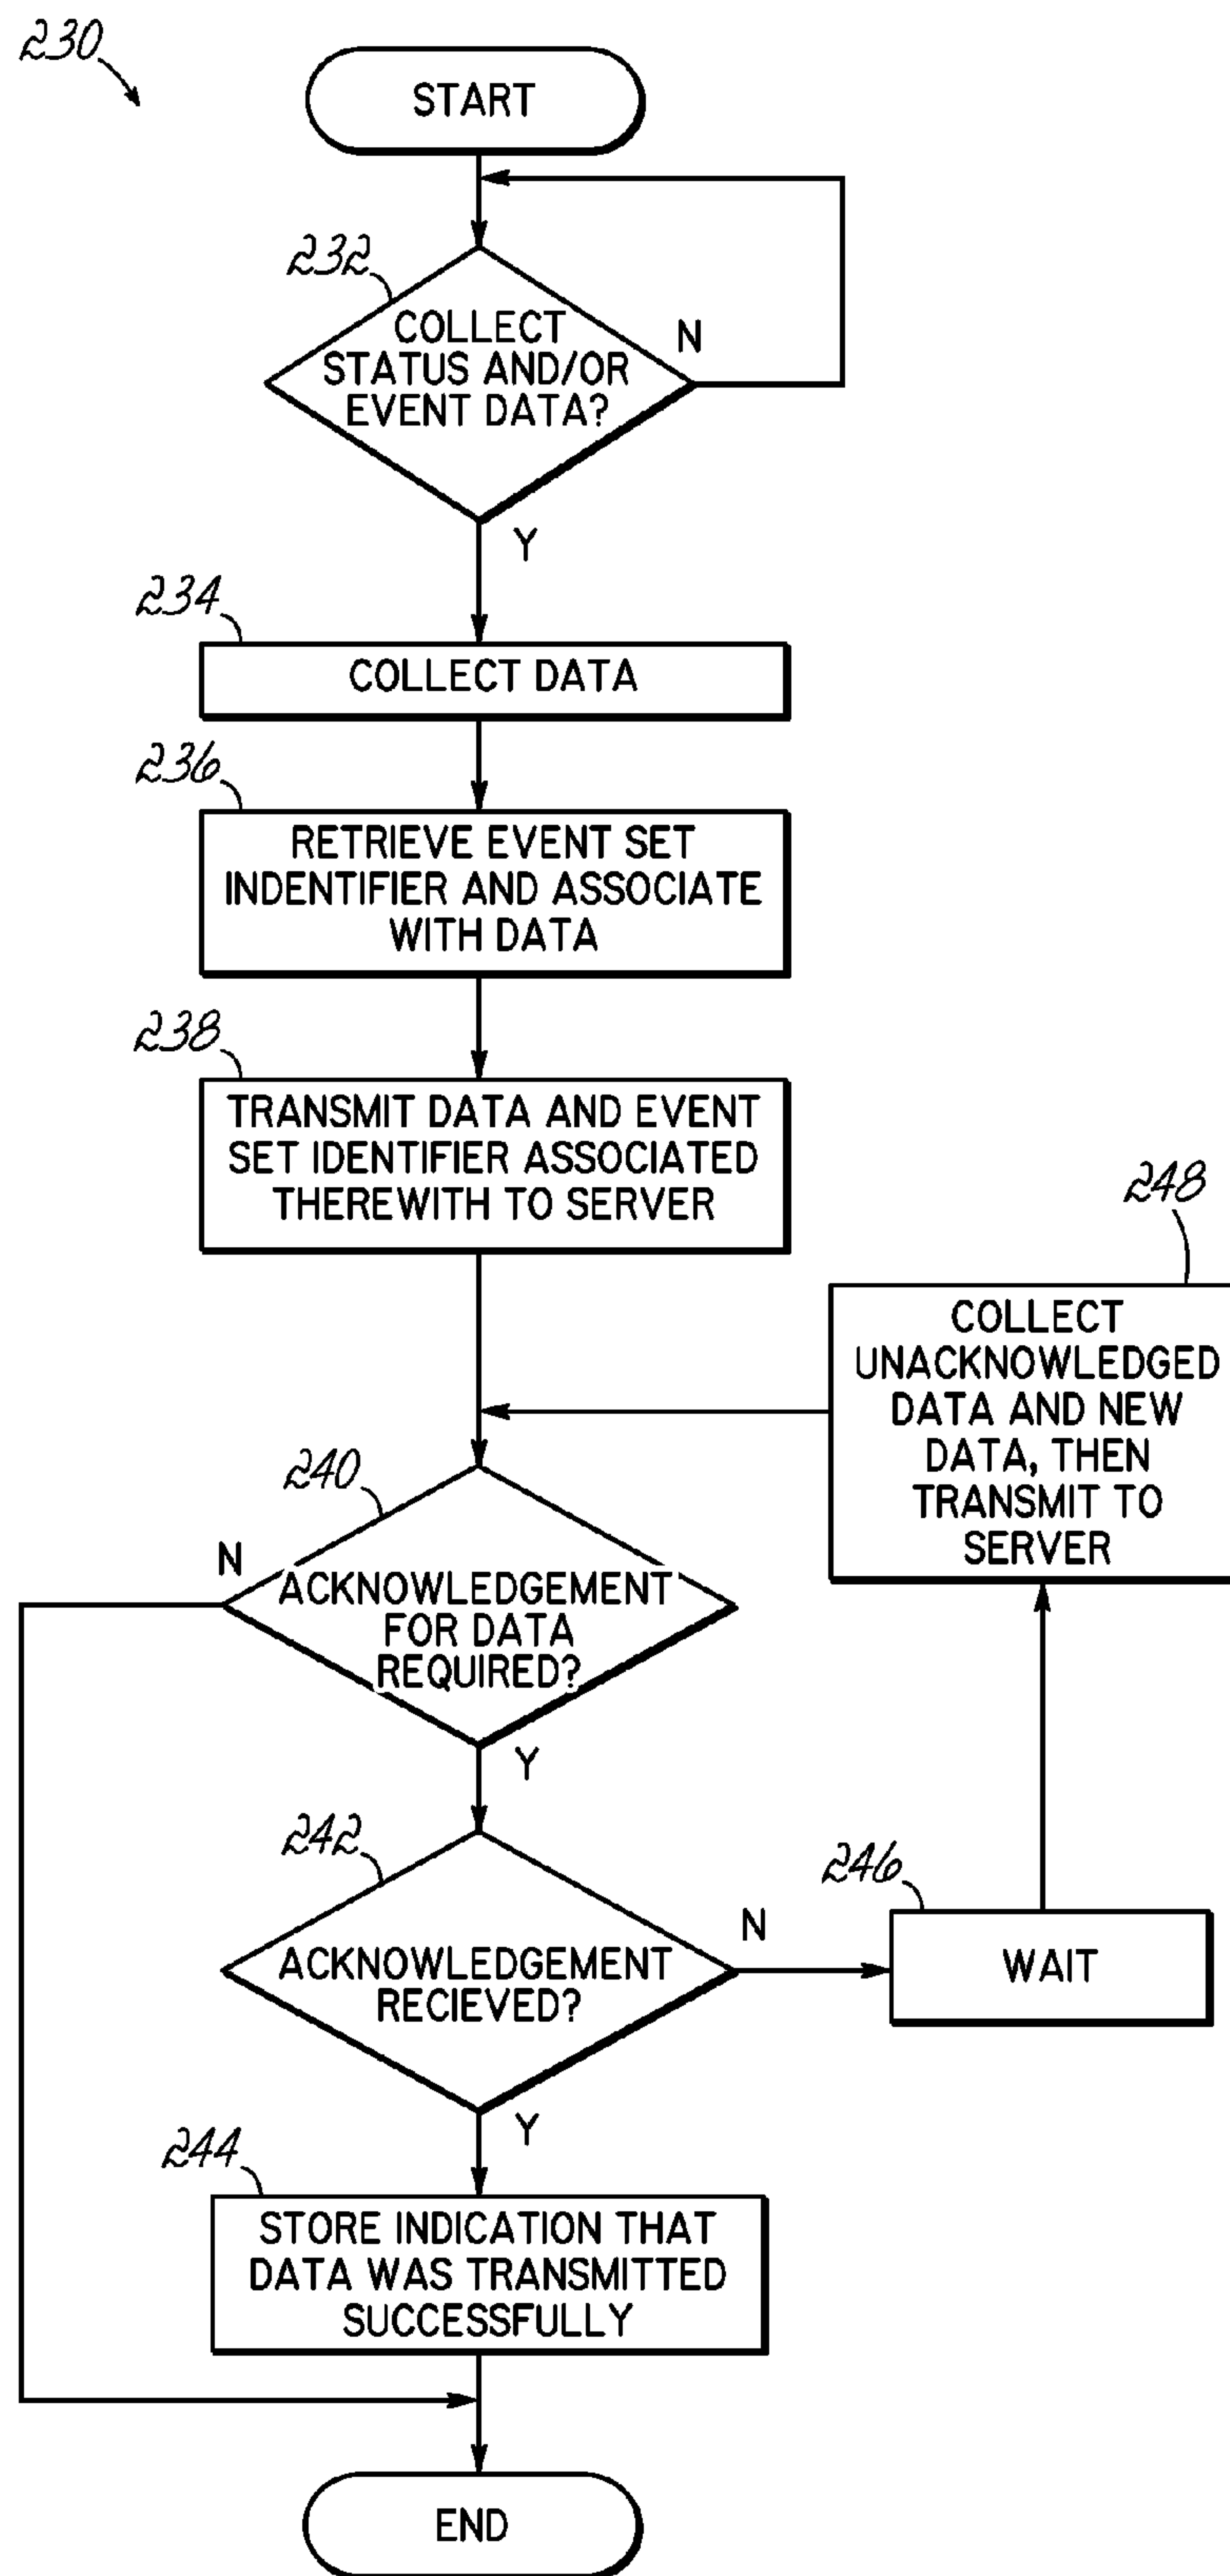 230
START
232
COLLECT
STATUS AND/OR
EVENT DATA?
N
Y
234
COLLECT DATA
236
RETRIEVE EVENT SET
INDENTIFIER AND ASSOCIATE
WITH DATA
238
TRANSMIT DATA AND EVENT
SET IDENTIFIER ASSOCIATED
THEREWITH TO SERVER
248
COLLECT
UNACKNOWLEDGED
DATA AND NEW
DATA, THEN
TRANSMIT TO
SERVER
240
N
ACKNOWLEDGEMENT
FOR DATA
REQUIRED?
Y
242
ACKNOWLEDGEMENT
RECIEVED?
N
246
WAIT
Y
244
STORE INDICATION THAT
DATA WAS TRANSMITTED
SUCCESSFULLY
END